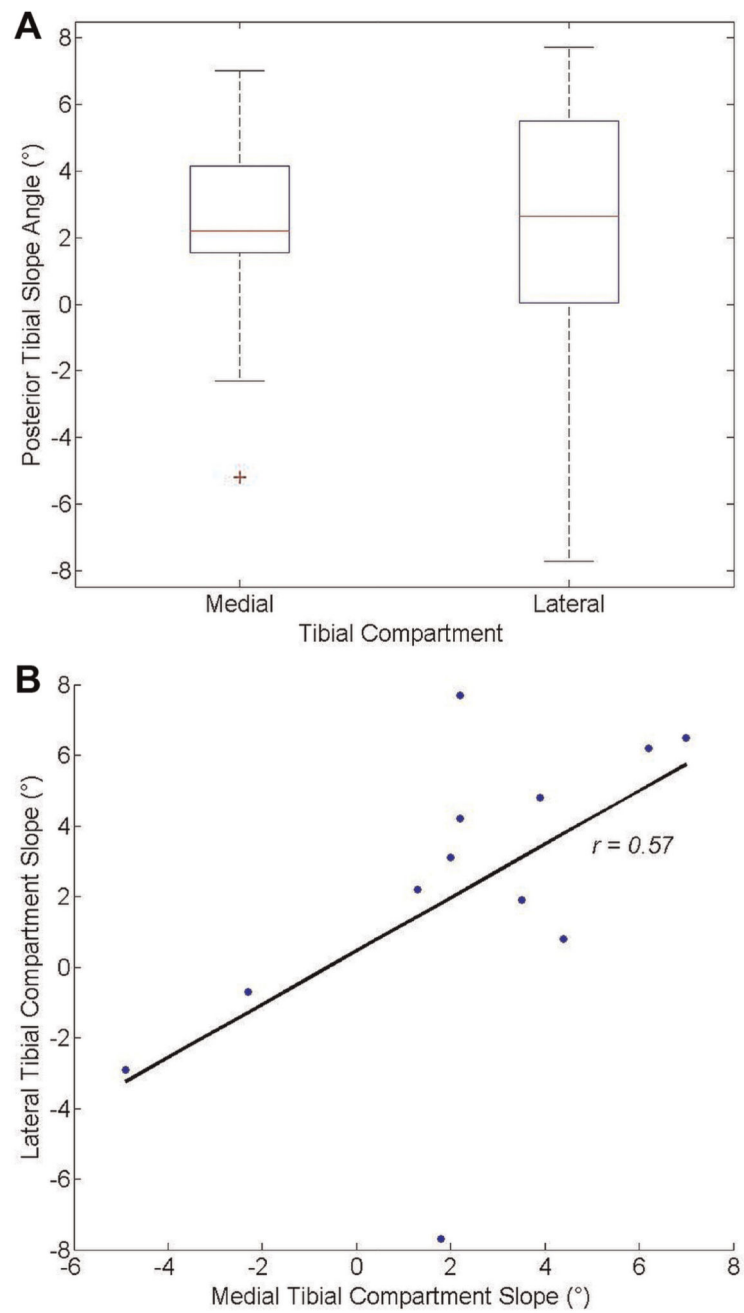 A
8
6
4
2
0
-2
-4
-6
-8
Posterior Tibial Slope Angle (°)
Medial Lateral
Tibial Compartment
B
8
6
4
2
0
-2
-4
-6
-8
Lateral Tibial Compartment Slope (°)
r = 0.57
-6 -4 -2 0 2 4 6 8
Medial Tibial Compartment Slope (°)